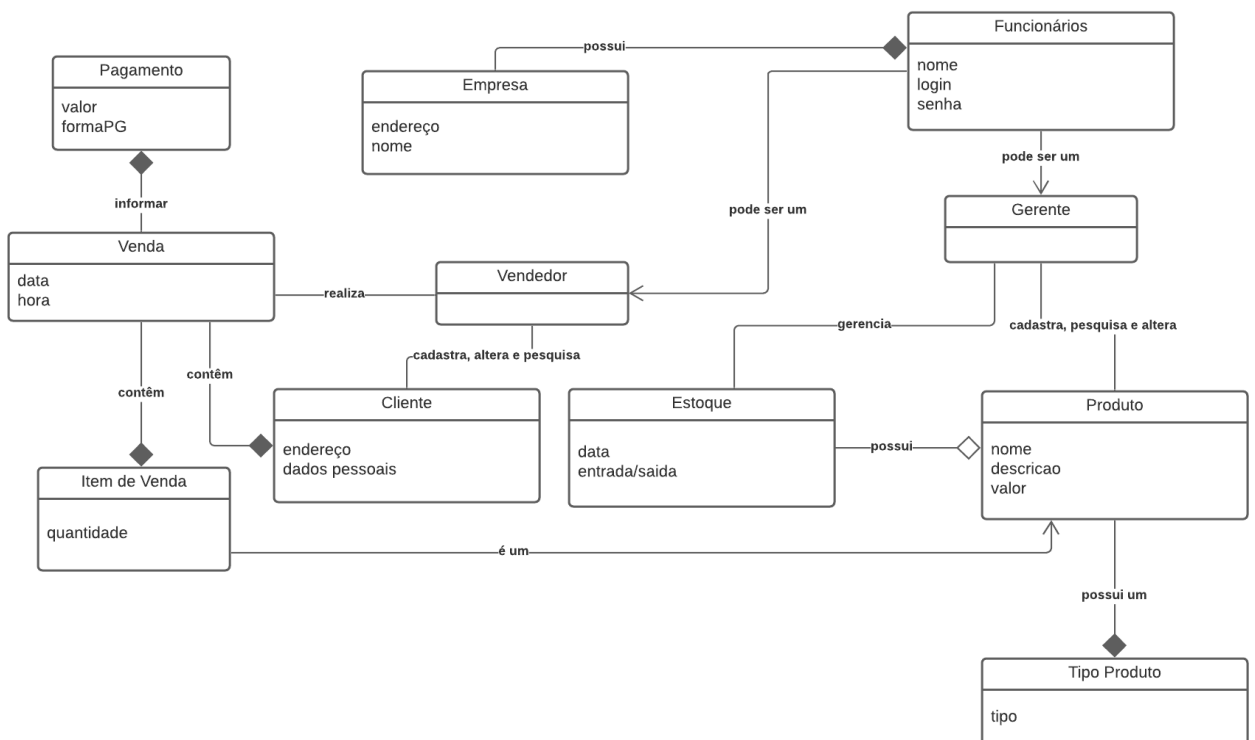 Funcionários
nome
login
senha
possui
Pagamento
valor
formaPG
Empresa
endereço
nome
pode ser um
informar
pode ser um
Gerente
Venda
data
hora
realiza
Vendedor
gerencia
cadastra, pesquisa e altera
cadastra, altera e pesquisa
contêm
contêm
Cliente
endereço
dados pessoais
Estoque
data
entrada/saida
possui
Produto
nome
descricao
valor
Item de Venda
quantidade
é um
possui um
Tipo Produto
tipo